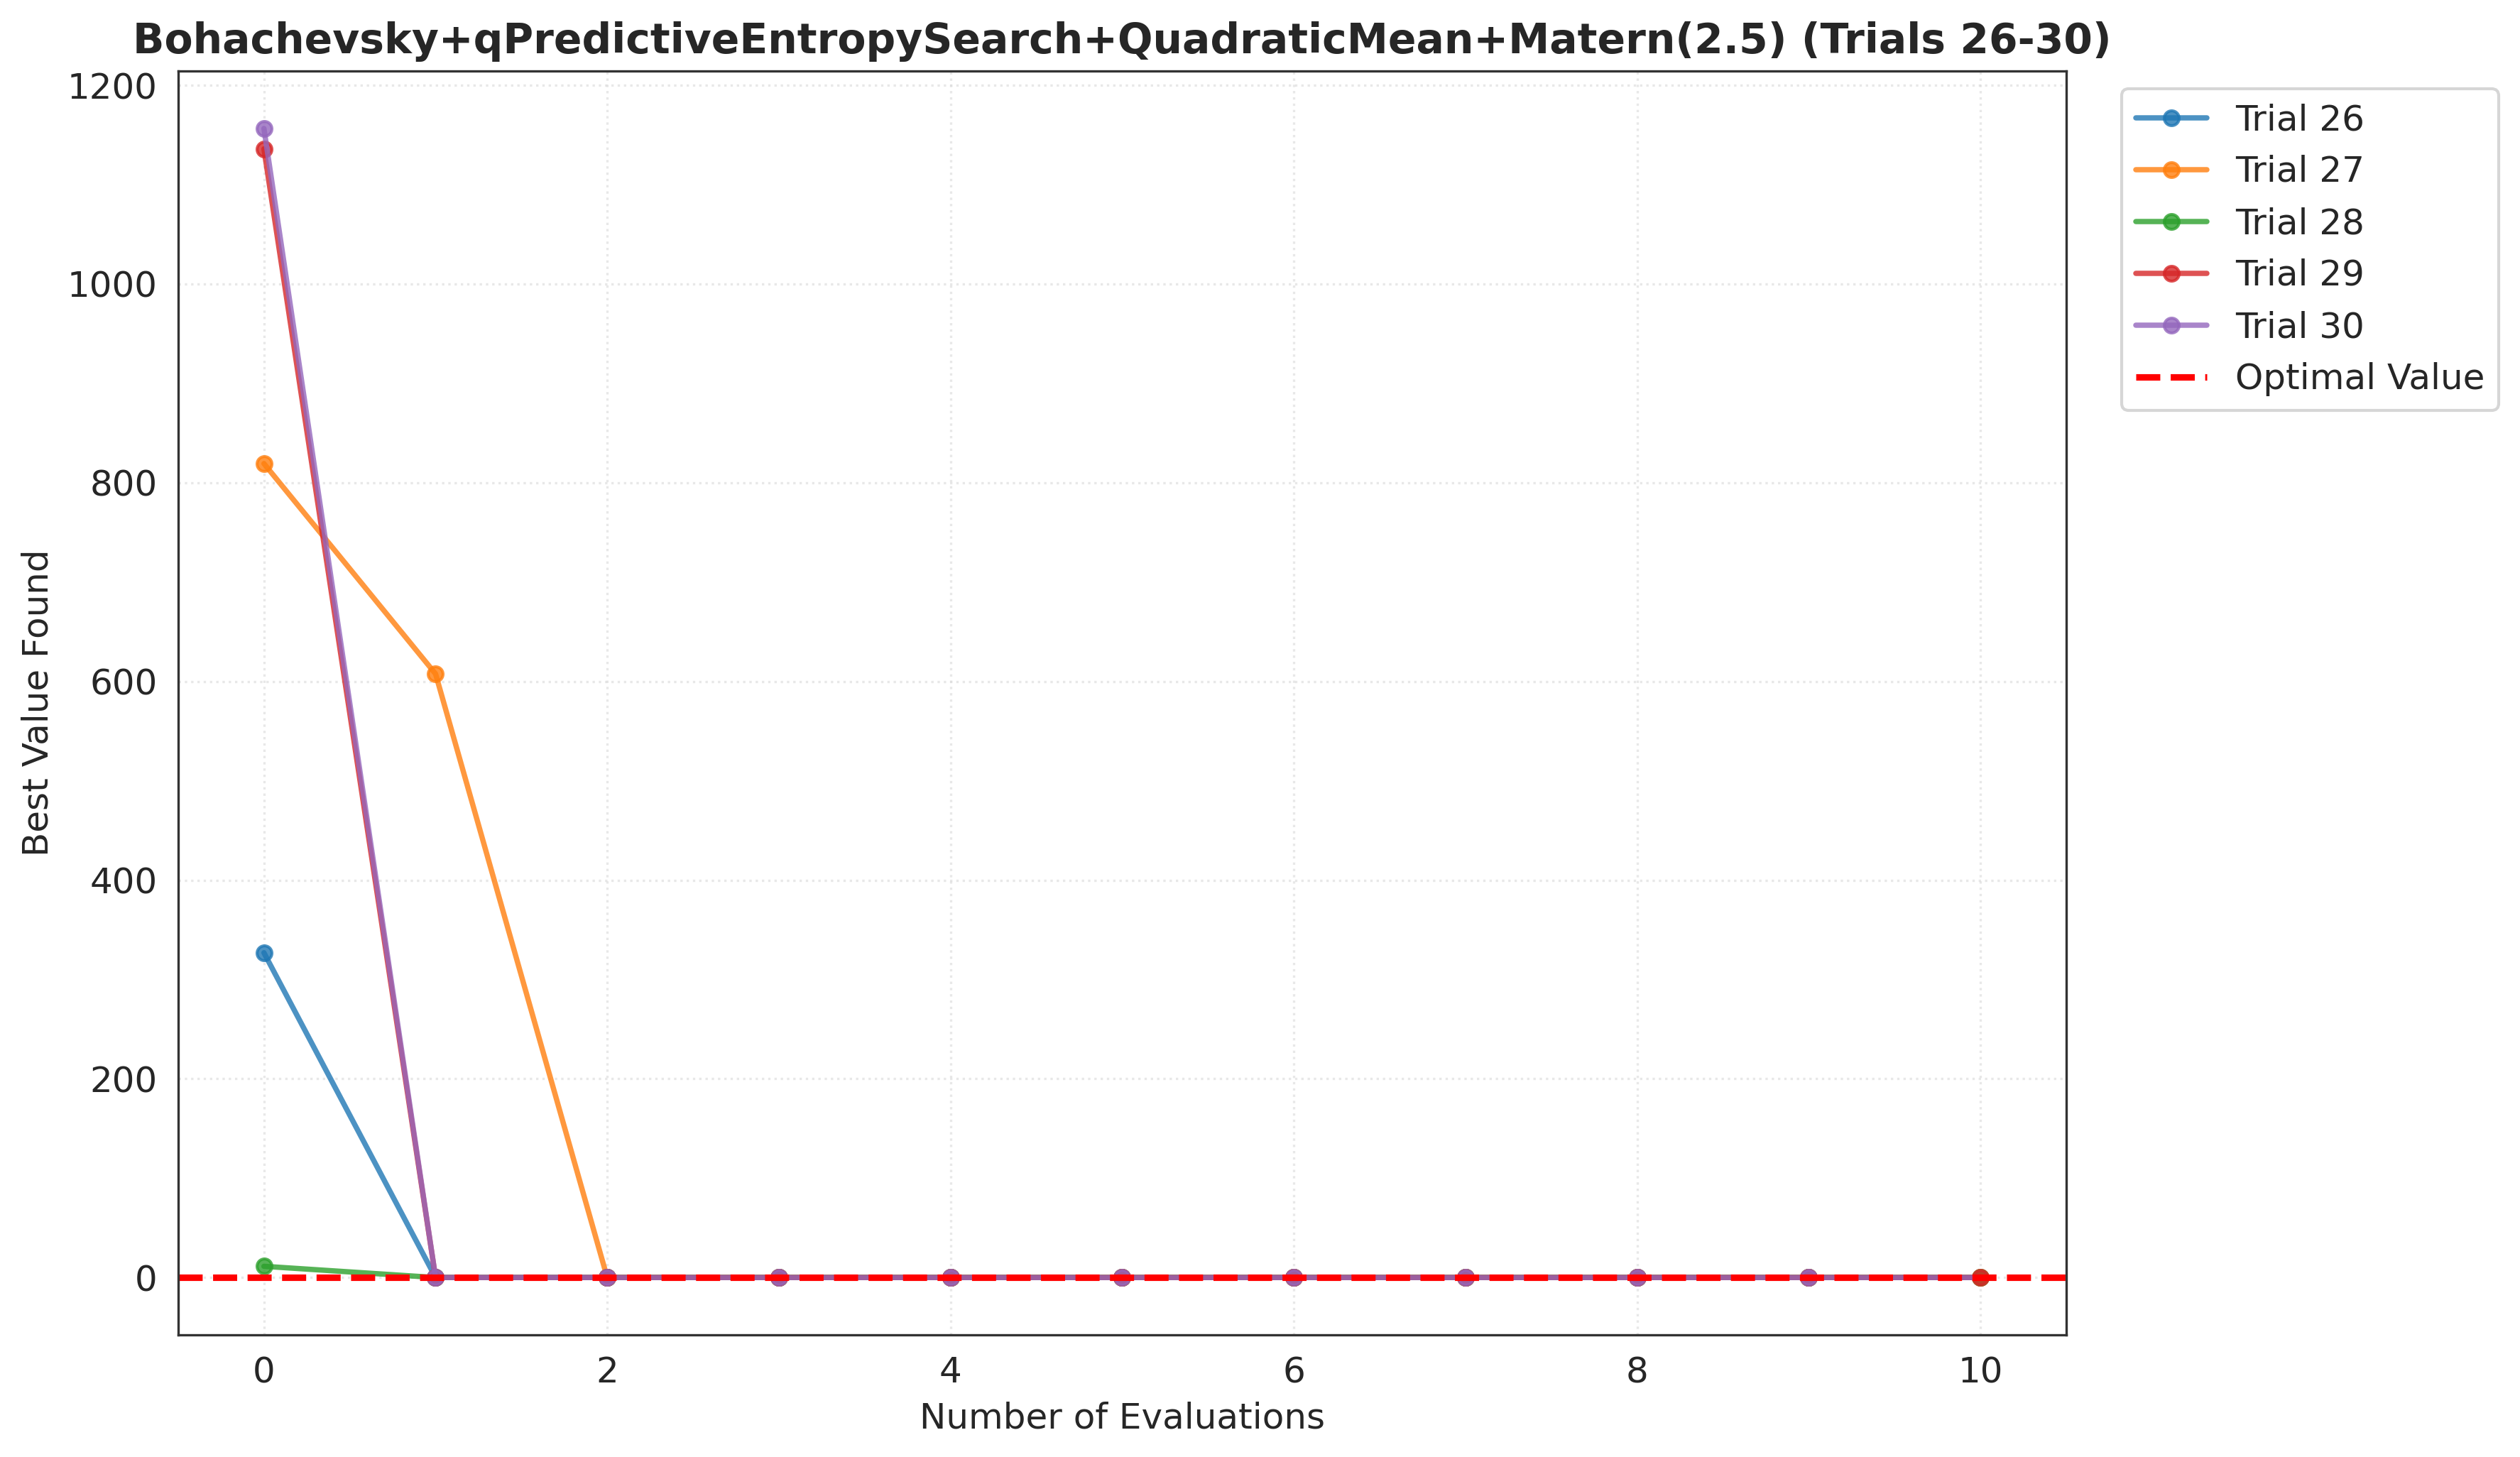 Bohachevsky+qPredictiveEntropySearch+QuadraticMean+Matern(2.5) (Trials 26-30)
1200
1000
800
600
400
200
0
Best Value Found
0 2 4 6 8 10
Number of Evaluations
Trial 26
Trial 27
Trial 28
Trial 29
Trial 30
Optimal Value